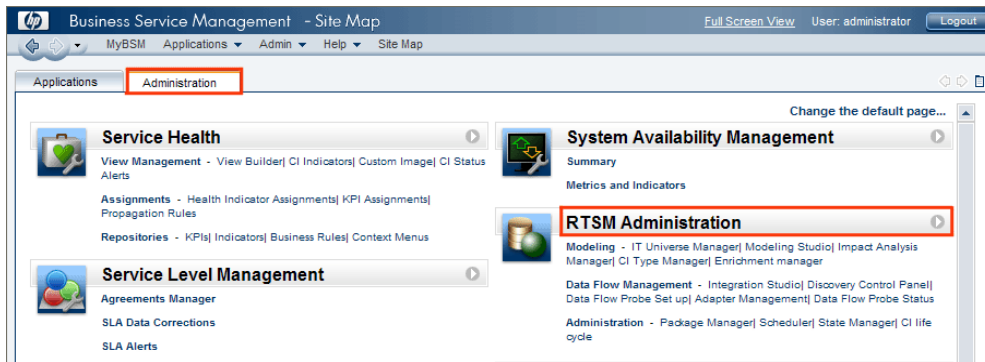 hp Business Service Management - Site Map
Full Screen View User: administrator Logout
MyBSM Applications Admin Help Site Map
Applications Administration
Change the default page...
Service Health
View Management - View Builder| CI Indicators| Custom Image| CI Status
Alerts
Assignments - Health Indicator Assignments| KPI Assignments|
Propagation Rules
Repositories - KPIs| Indicators| Business Rules| Context Menus
Service Level Management
Agreements Manager
SLA Data Corrections
SLA Alerts
System Availability Management
Summary
Metrics and Indicators
RTSM Administration
Modeling - IT Universe Manager| Modeling Studio| Impact Analysis
Manager| CI Type Manager| Enrichment manager
Data Flow Management - Integration Studio| Discovery Control Panel|
Data Flow Probe Set up| Adapter Management| Data Flow Probe Status
Administration - Package Manager| Scheduler| State Manager| CI life
cycle